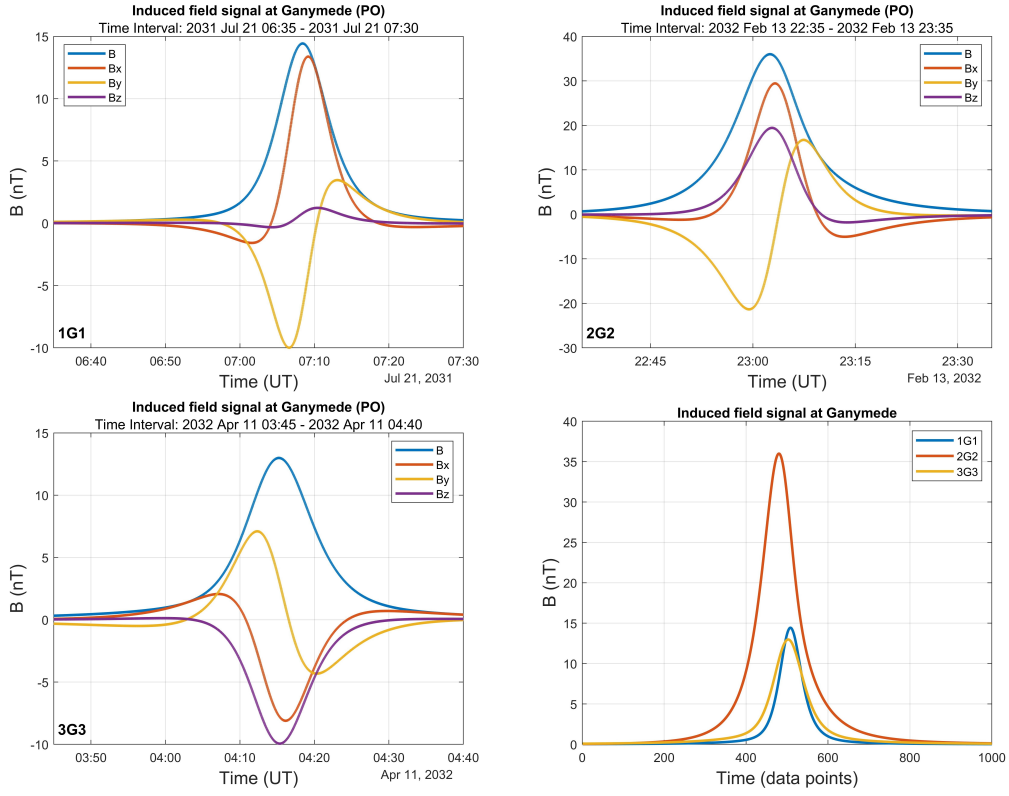 Induced field signal at Ganymede (PO)
Time Interval: 2031 Jul 21 06:35 - 2031 Jul 21 07:30
15
10
5
0
-5
-10
B (nT)
B
Bx
By
Bz
1G1
06:40 06:50 07:00 07:10 07:20 07:30
Time (UT)
Jul 21, 2031
Induced field signal at Ganymede (PO)
Time Interval: 2032 Feb 13 22:35 - 2032 Feb 13 23:35
40
30
20
10
0
-10
-20
-30
B (nT)
B
Bx
By
Bz
2G2
22:45 23:00 23:15 23:30
Time (UT)
Feb 13, 2032
Induced field signal at Ganymede (PO)
Time Interval: 2032 Apr 11 03:45 - 2032 Apr 11 04:40
15
10
5
0
-5
-10
B (nT)
B
Bx
By
Bz
3G3
03:50 04:00 04:10 04:20 04:30 04:40
Time (UT)
Apr 11, 2032
Induced field signal at Ganymede
40
35
30
25
20
15
10
5
0
B (nT)
1G1
2G2
3G3
0 200 400 600 800 1000
Time (data points)